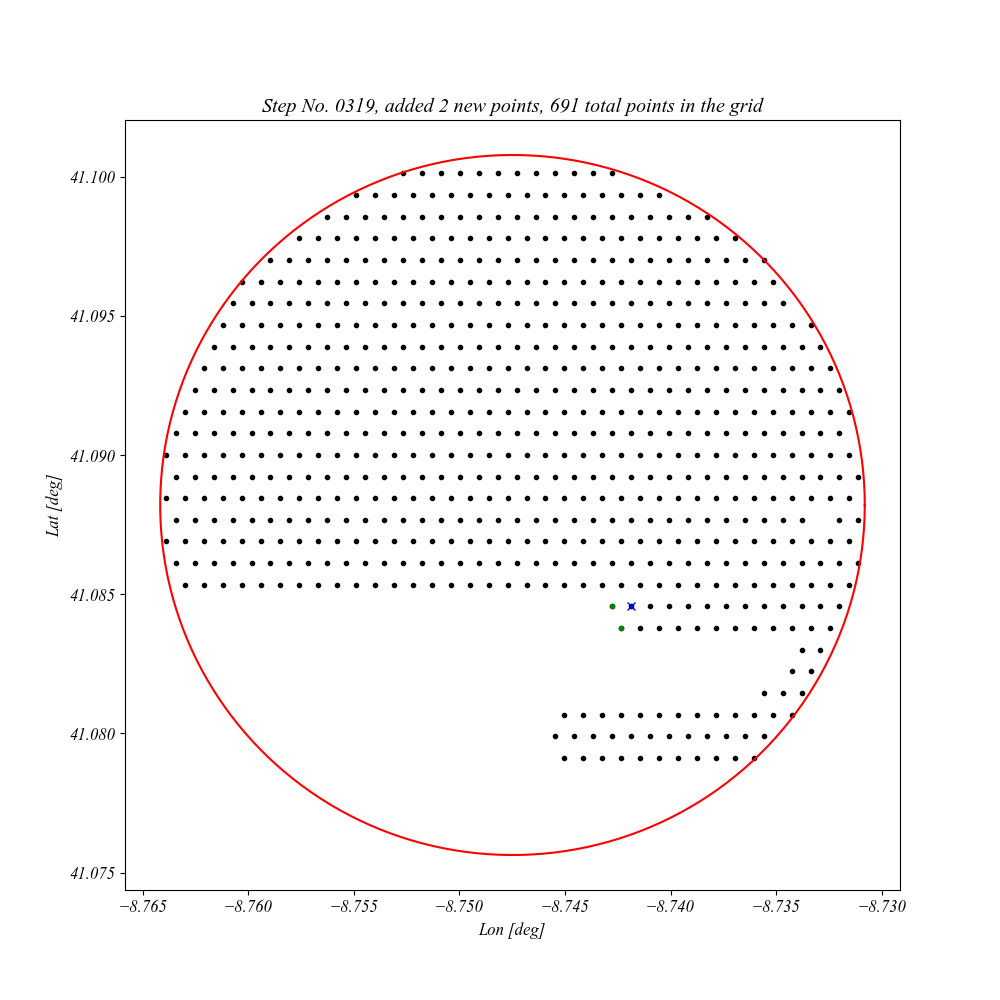 Step No. 0319, added 2 new points, 691 total points in the grid
41.100
41.095
41.090
41.085
41.080
41.075
Lat [deg]
−8.765 −8.760 −8.755 −8.750 −8.745 −8.740 −8.735 −8.730
Lon [deg]